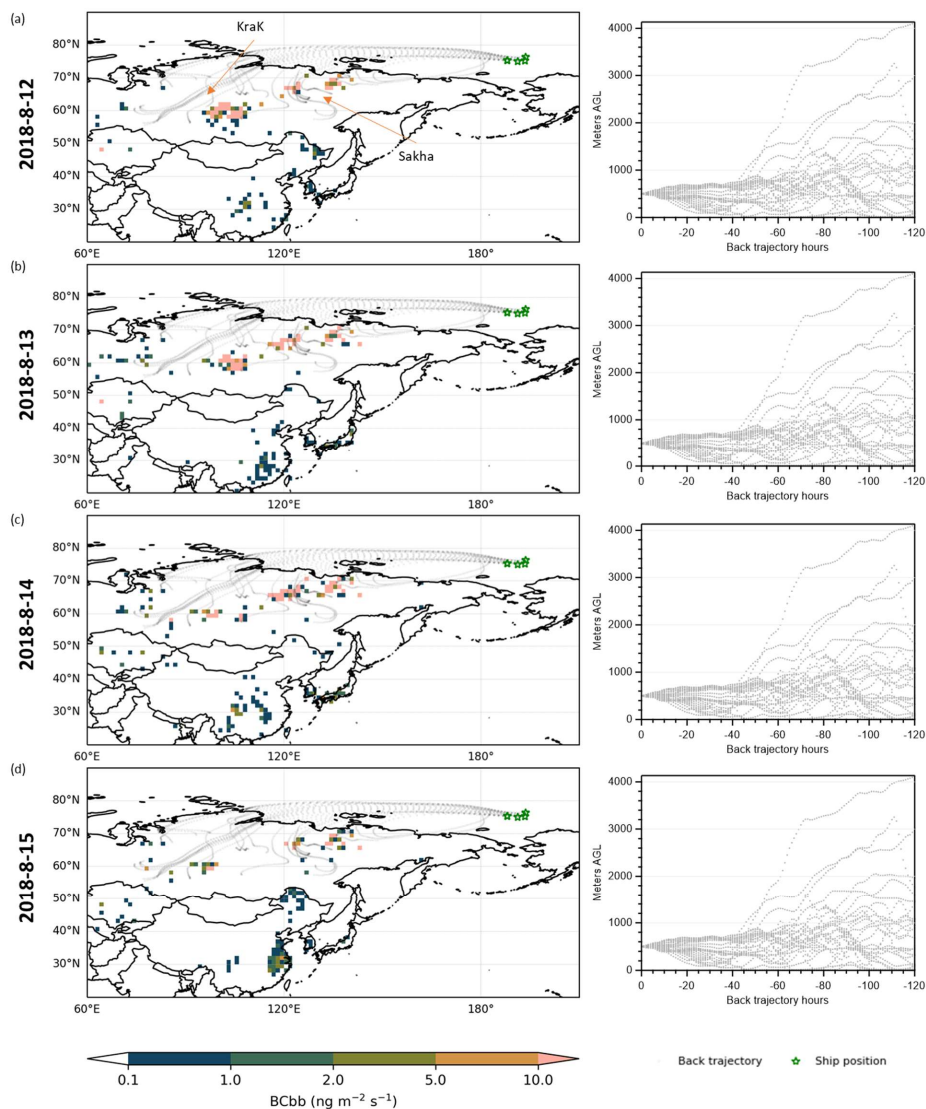 (a)
KraK
80°N
70°N
60°N
50°N
40°N
30°N
Sakha
60°E
120°E
180°
2018-8-12
4000
3000
2000
1000
0
Meters AGL
0 -20 -40 -60 -80 -100 -120
Back trajectory hours
(b)
80°N
70°N
60°N
50°N
40°N
30°N
60°E
120°E
180°
2018-8-13
4000
3000
2000
1000
0
Meters AGL
0 -20 -40 -60 -80 -100 -120
Back trajectory hours
(c)
80°N
70°N
60°N
50°N
40°N
30°N
60°E
120°E
180°
2018-8-14
4000
3000
2000
1000
0
Meters AGL
0 -20 -40 -60 -80 -100 -120
Back trajectory hours
(d)
80°N
70°N
60°N
50°N
40°N
30°N
60°E
120°E
180°
2018-8-15
4000
3000
2000
1000
0
Meters AGL
0 -20 -40 -60 -80 -100 -120
Back trajectory hours
0.1 1.0 2.0 5.0 10.0
BCbb (ng m⁻² s⁻¹)
Back trajectory
Ship position